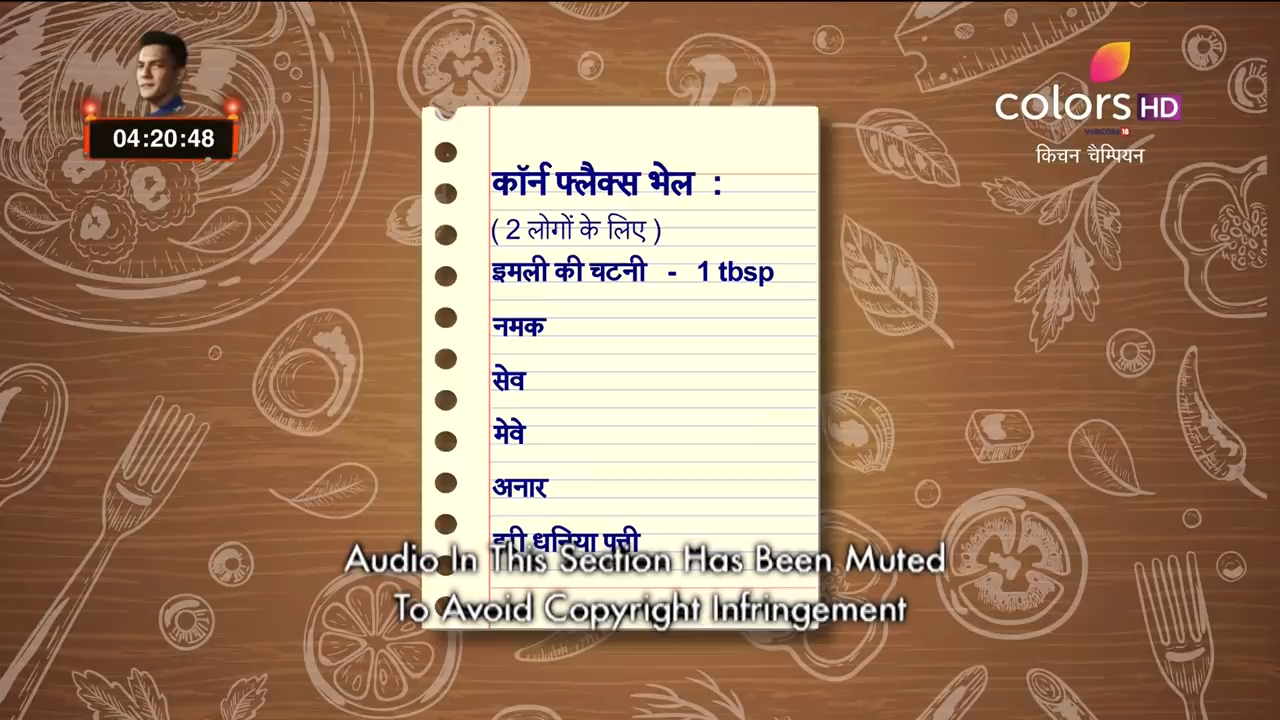 04:20:48
colors HD
VIACOM18
किचन चैम्पियन
कॉर्न फ्लैक्स भेल :
( 2 लोगों के लिए )
इमली की चटनी - 1 tbsp
नमक
सेव
मेवे
अनार
हरी धनिया पत्ती
Audio In This Section Has Been Muted
To Avoid Copyright Infringement